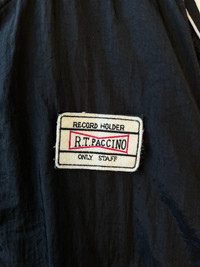 RECORD HOLDER
R.T.PACCINO
ONLY STAFF